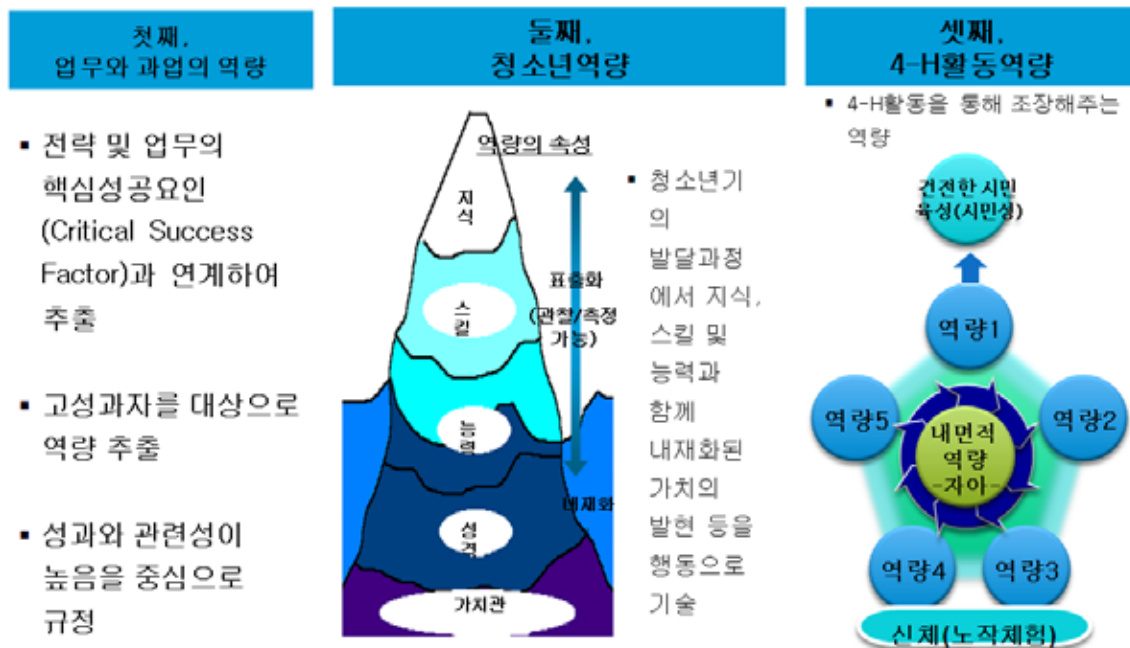 첫째.
업무와 과업의 역량
▪ 전략 및 업무의
핵심성공요인
(Critical Success
Factor)과 연계하여
추출
▪ 고성과자를 대상으로
역량 추출
▪ 성과와 관련성이
높음을 중심으로
규정
둘째.
청소년역량
역량의 속성
지식
스킬
능력
성격
가치관
표출화
(관찰/측정
가능)
내재화
▪ 청소년기
의
발달과정
에서 지식,
스킬 및
능력과
함께
내재화된
가치의
발현 등을
행동으로
기술
셋째.
4-H활동역량
▪ 4-H활동을 통해 조장해주는
역량
건전한 시민
육성(시민성)
역량1
역량5
역량2
내면적
역량
-자아-
역량4
역량3
신체(노작체험)